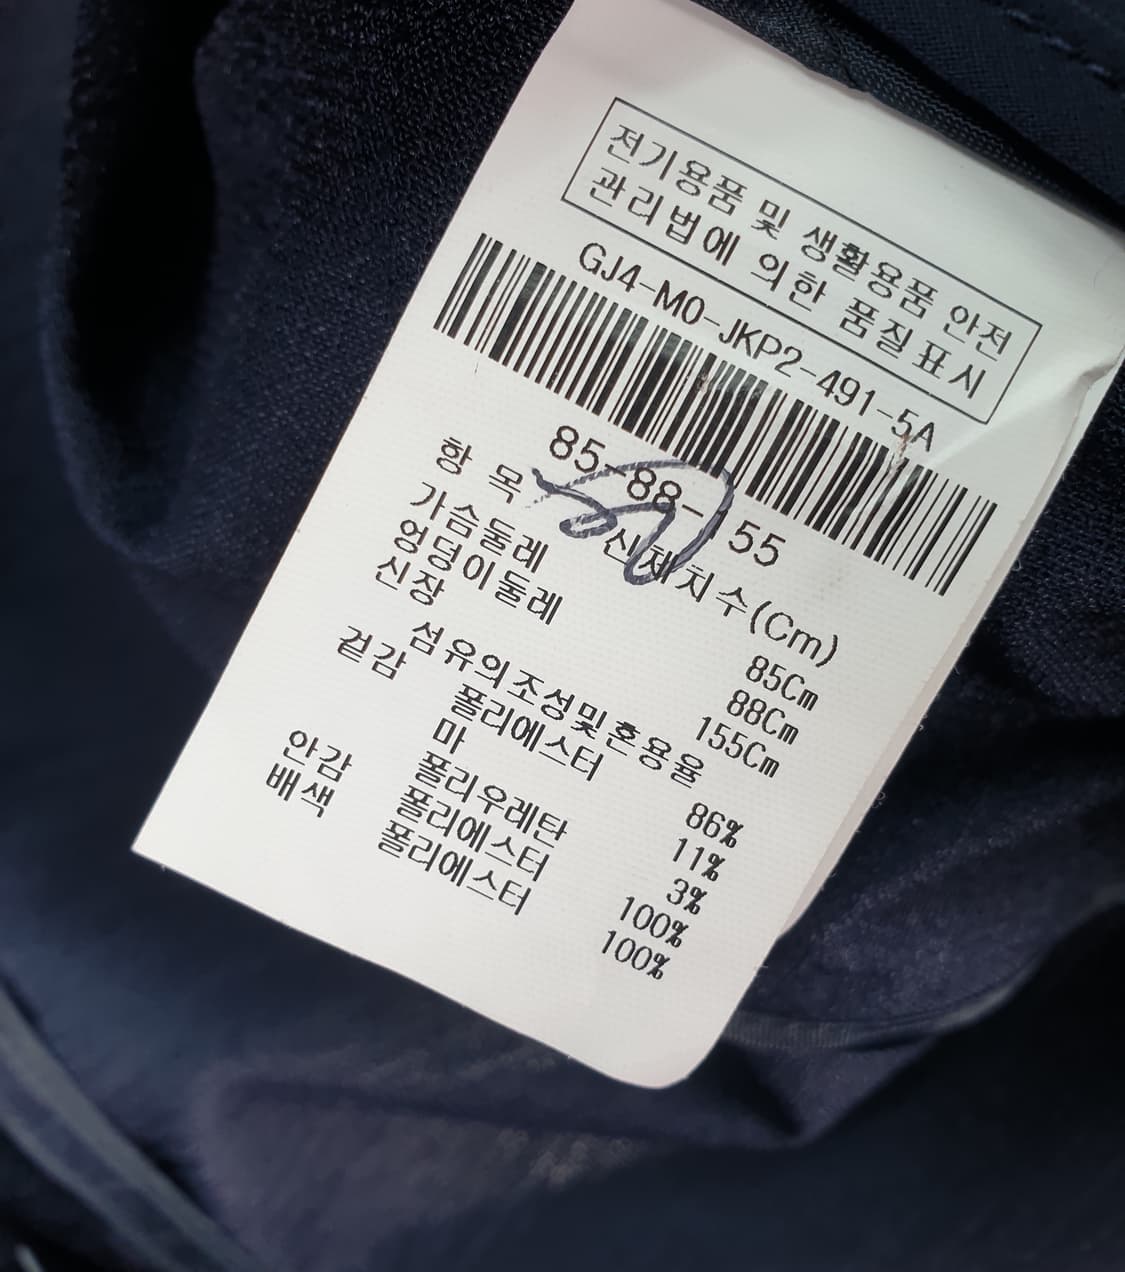 전기용품 및 생활용품 안전
관리법에 의한 품질표시
GJ4-M0-JKP2-491-5A
85-88-155
항 목 신체치수(Cm)
가슴둘레 85Cm
엉덩이둘레 88Cm
신장 155Cm
섬유의조성및혼용율
겉감 폴리에스터 86%
마 11%
폴리우레탄 3%
안감 폴리에스터 100%
배색 폴리에스터 100%